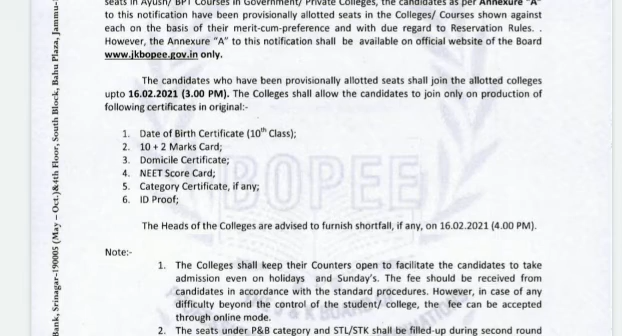 seats in Ayush/ BPT Courses in Government/ Private Colleges, the candidates as per Annexure "A"
to this notification have been provisionally allotted seats in the Colleges/ Courses shown against
each on the basis of their merit-cum-preference and with due regard to Reservation Rules. .
However, the Annexure "A" to this notification shall be available on official website of the Board
www.jkbopee.gov.in only.
The candidates who have been provisionally allotted seats shall join the allotted colleges
upto 16.02.2021 (3.00 PM). The Colleges shall allow the candidates to join only on production of
following certificates in original:-
1. Date of Birth Certificate (10th Class);
2. 10 + 2 Marks Card;
3. Domicile Certificate;
4. NEET Score Card;
5. Category Certificate, if any;
6. ID Proof;
The Heads of the Colleges are advised to furnish shortfall, if any, on 16.02.2021 (4.00 PM).
Note:-
1. The Colleges shall keep their Counters open to facilitate the candidates to take
admission even on holidays and Sunday's. The fee should be received from
candidates in accordance with the standard procedures. However, in case of any
difficulty beyond the control of the student/ college, the fee can be accepted
through online mode.
2. The seats under P&B category and STL/STK shall be filled-up during second round
Bank, Srinagar-190005 (May – Oct.)&4th Floor, South Block, Bahu Plaza, Jammu-
BOPEE